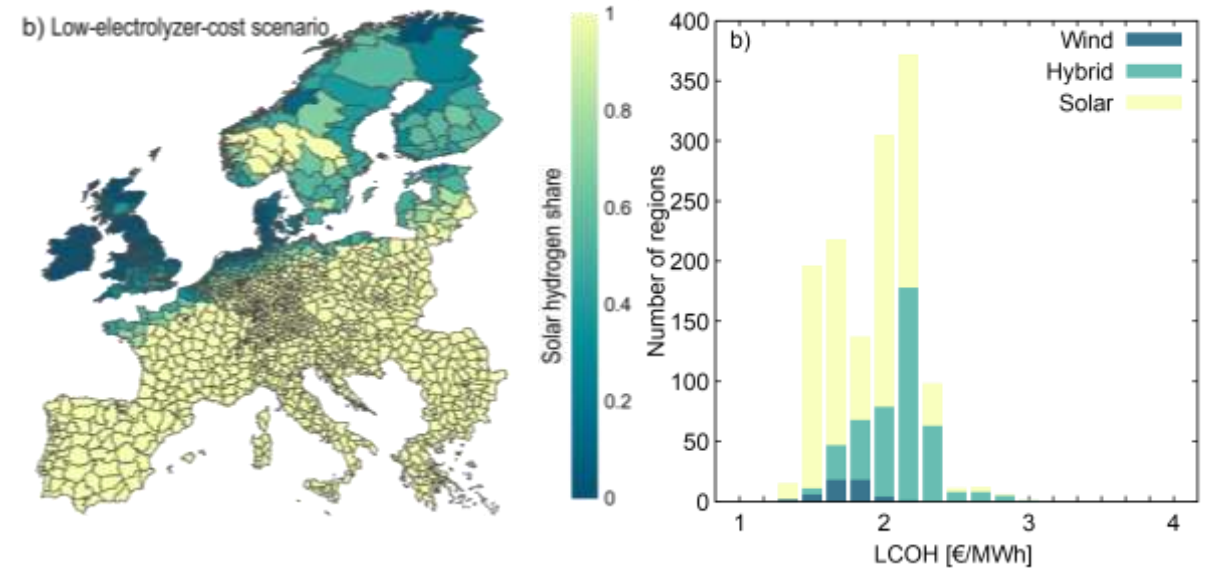 b) Low-electrolyzer-cost scenario
1
0.8
0.6
0.4
0.2
0
Solar hydrogen share
b)
Wind
Hybrid
Solar
400
350
300
250
200
150
100
50
0
Number of regions
1 2 3 4
LCOH [€/MWh]